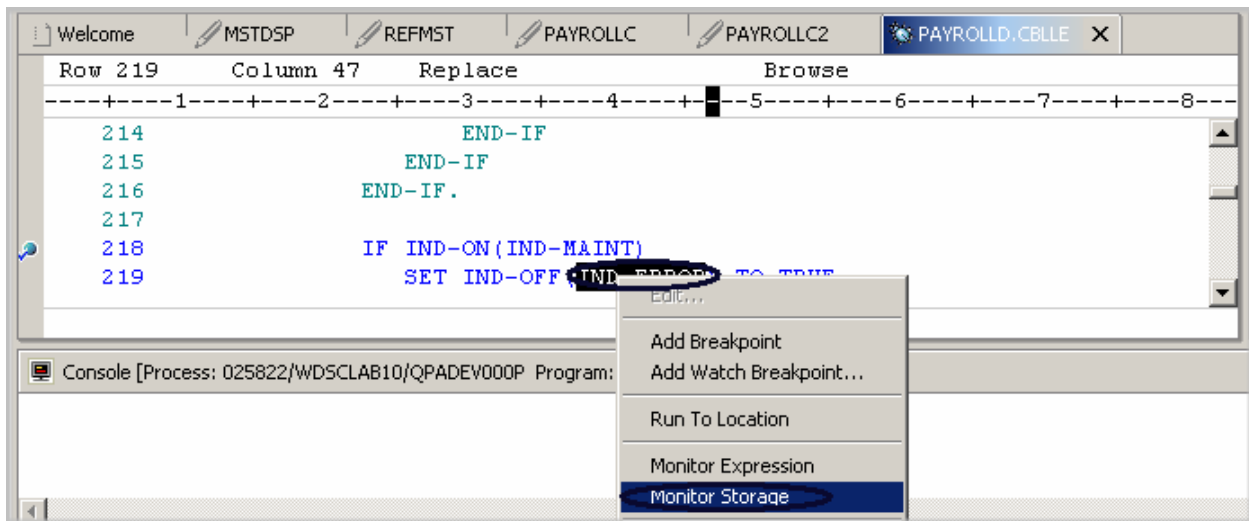 Welcome MSTDSP REFMST PAYROLLC PAYROLLC2 PAYROLLD.CBLLE
Row 219 Column 47 Replace Browse
----+----1----+----2----+----3----+----4----+----5----+----6----+----7----+----8---
214 END-IF
215 END-IF
216 END-IF.
217
218 IF IND-ON(IND-MAINT)
219 SET IND-OFF(IND-ERROR) TO TRUE
Edit...
Add Breakpoint
Console [Process: 025822/WDSCLAB10/QPADEV000P Program:
Add Watch Breakpoint...
Run To Location
Monitor Expression
Monitor Storage